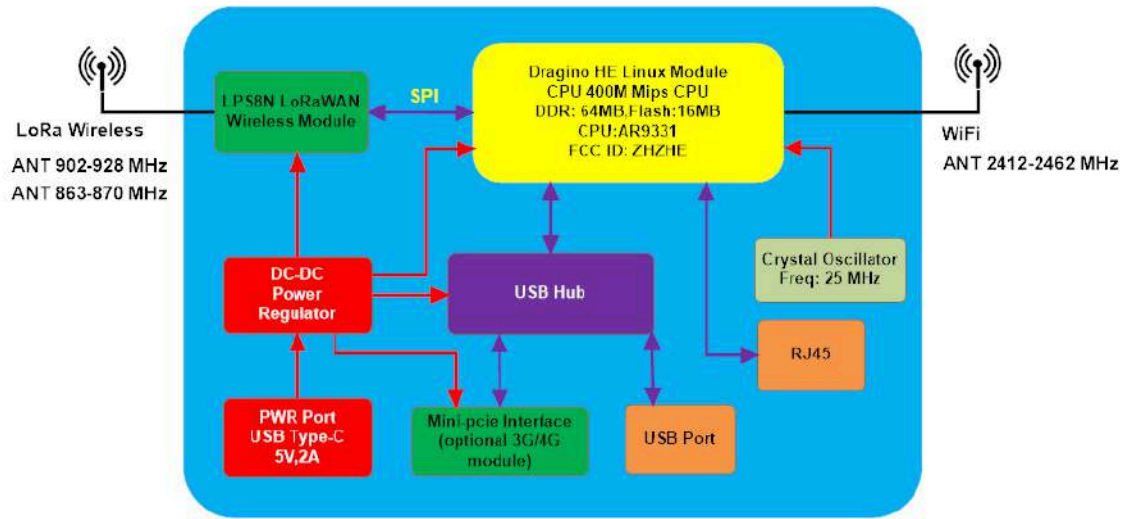 Dragino HE Linux Module
CPU 400M Mips CPU
DDR: 64MB,Flash:16MB
CPU:AR9331
FCC ID: ZHZHE
LPS8N LoRaWAN
Wireless Module
SPI
LoRa Wireless
ANT 902-928 MHz
ANT 863-870 MHz
WiFi
ANT 2412-2462 MHz
DC-DC
Power
Regulator
USB Hub
Crystal Oscillator
Freq: 25 MHz
RJ45
PWR Port
USB Type-C
5V,2A
Mini-pcie Interface
(optional 3G/4G
module)
USB Port